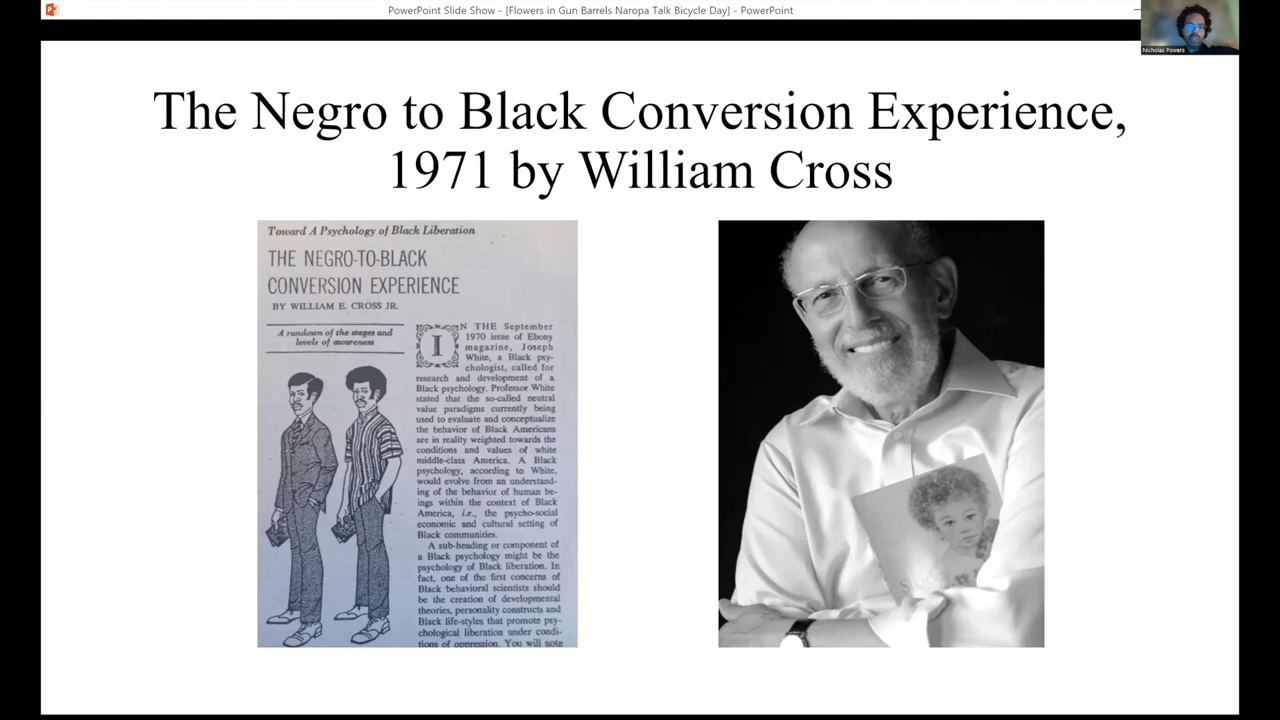 PowerPoint Slide Show - [Flowers in Gun Barrels Naropa Talk Bicycle Day] - PowerPoint
Nicholas Powers
The Negro to Black Conversion Experience,
1971 by William Cross
Toward A Psychology of Black Liberation
THE NEGRO-TO-BLACK
CONVERSION EXPERIENCE
BY WILLIAM E. CROSS JR.
A rundown of the stages and
levels of awareness
IN THE September
1970 issue of Ebony
magazine, Joseph
White, a Black psy-
chologist, called for
research and development of a
Black psychology. Professor White
stated that the so-called neutral
value paradigms currently being
used to evaluate and conceptualize
the behavior of Black Americans
are in reality weighted towards the
conditions and values of white
middle-class America. A Black
psychology, according to White,
would evolve from an understand-
ing of the behavior of human be-
ings within the context of Black
America, i.e., the psycho-social
economic and cultural setting of
Black communities.
A sub-heading or component of
a Black psychology might be the
psychology of Black liberation. In
fact, one of the first concerns of
Black behavioral scientists should
be the creation of developmental
theories, personality constructs and
Black life-styles that promote psy-
chological liberation under condi-
tions of oppression. You will note